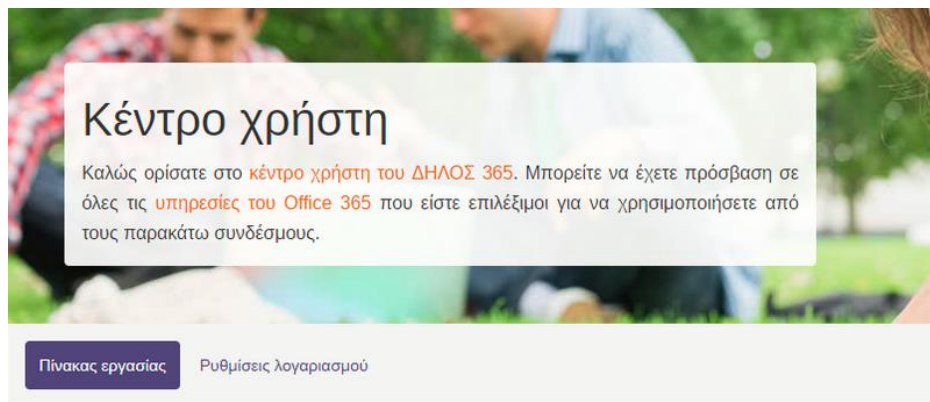 Κέντρο χρήστη
Καλώς ορίσατε στο κέντρο χρήστη του ΔΗΛΟΣ 365. Μπορείτε να έχετε πρόσβαση σε
όλες τις υπηρεσίες του Office 365 που είστε επιλέξιμοι για να χρησιμοποιήσετε από
τους παρακάτω συνδέσμους.
Πίνακας εργασίας
Ρυθμίσεις λογαριασμού